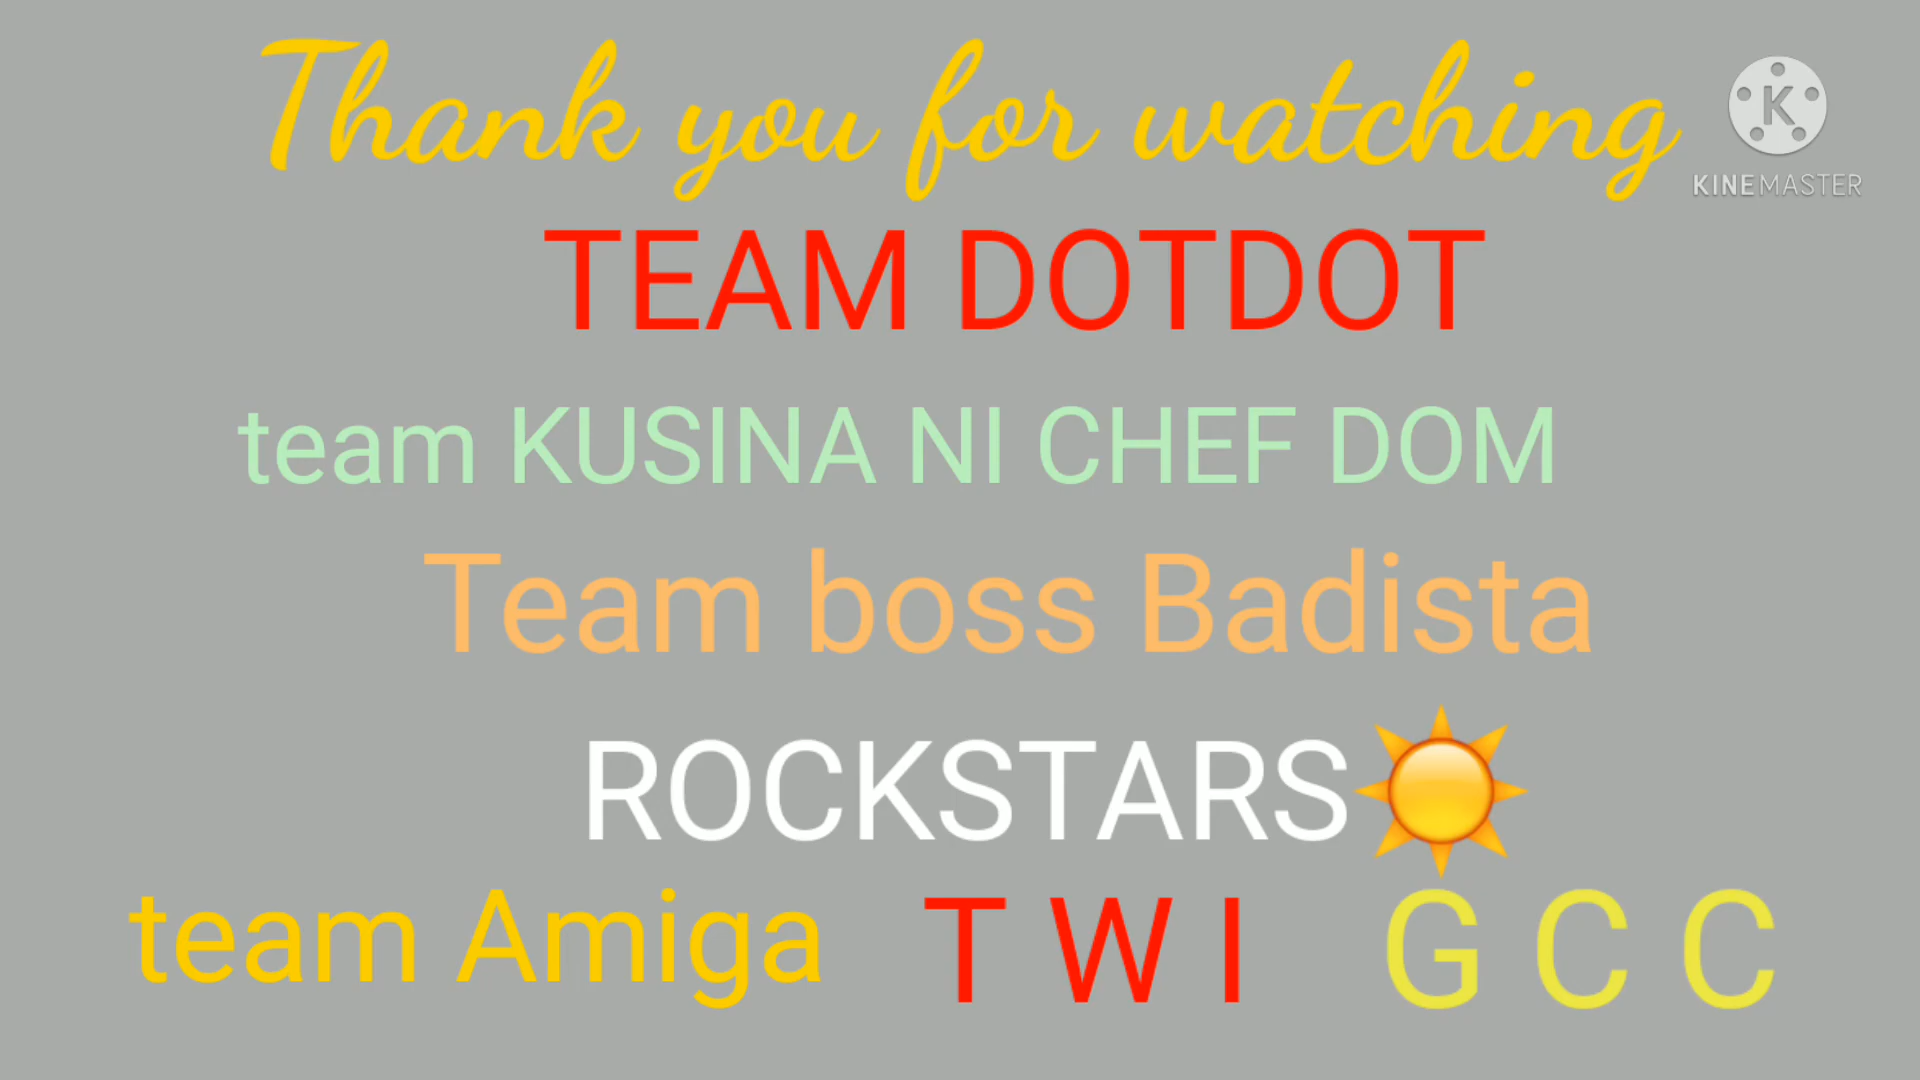 Thank you for watching
KINEMASTER
TEAM DOTDOT
team KUSINA NI CHEF DOM
Team boss Badista
ROCKSTARS☀️
team Amiga T W I G C C